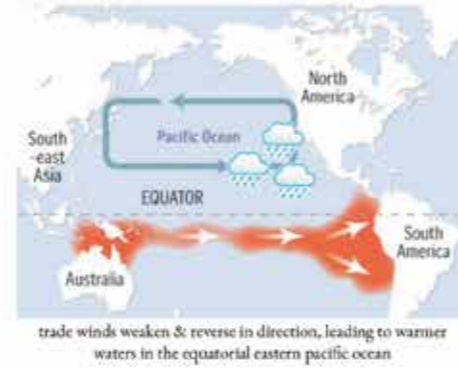 North
America
Pacific Ocean
South
-east
Asia
EQUATOR
South
America
Australia
trade winds weaken & reverse in direction, leading to warmer
waters in the equatorial eastern pacific ocean